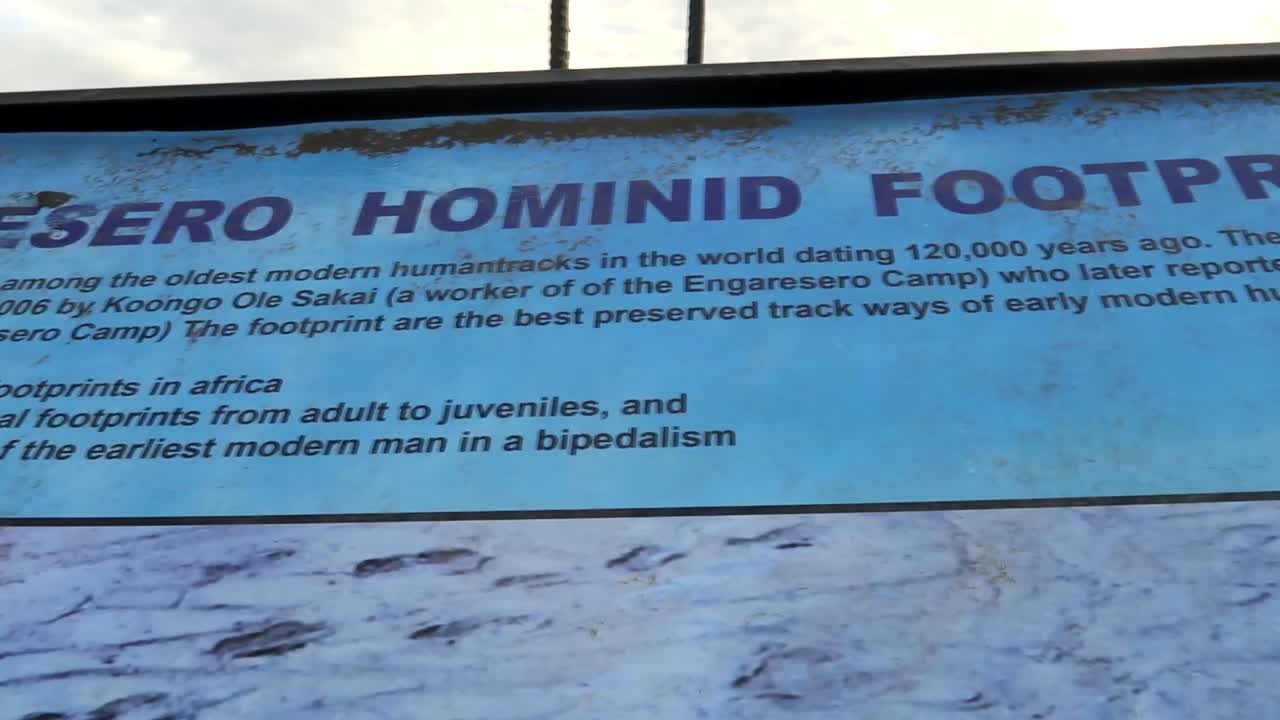 ESERO HOMINID FOOTPR
among the oldest modern humantracks in the world dating 120,000 years ago. The
006 by Koongo Ole Sakai (a worker of of the Engaresero Camp) who later reporte
sero Camp) The footprint are the best preserved track ways of early modern hu
ootprints in africa
al footprints from adult to juveniles, and
f the earliest modern man in a bipedalism